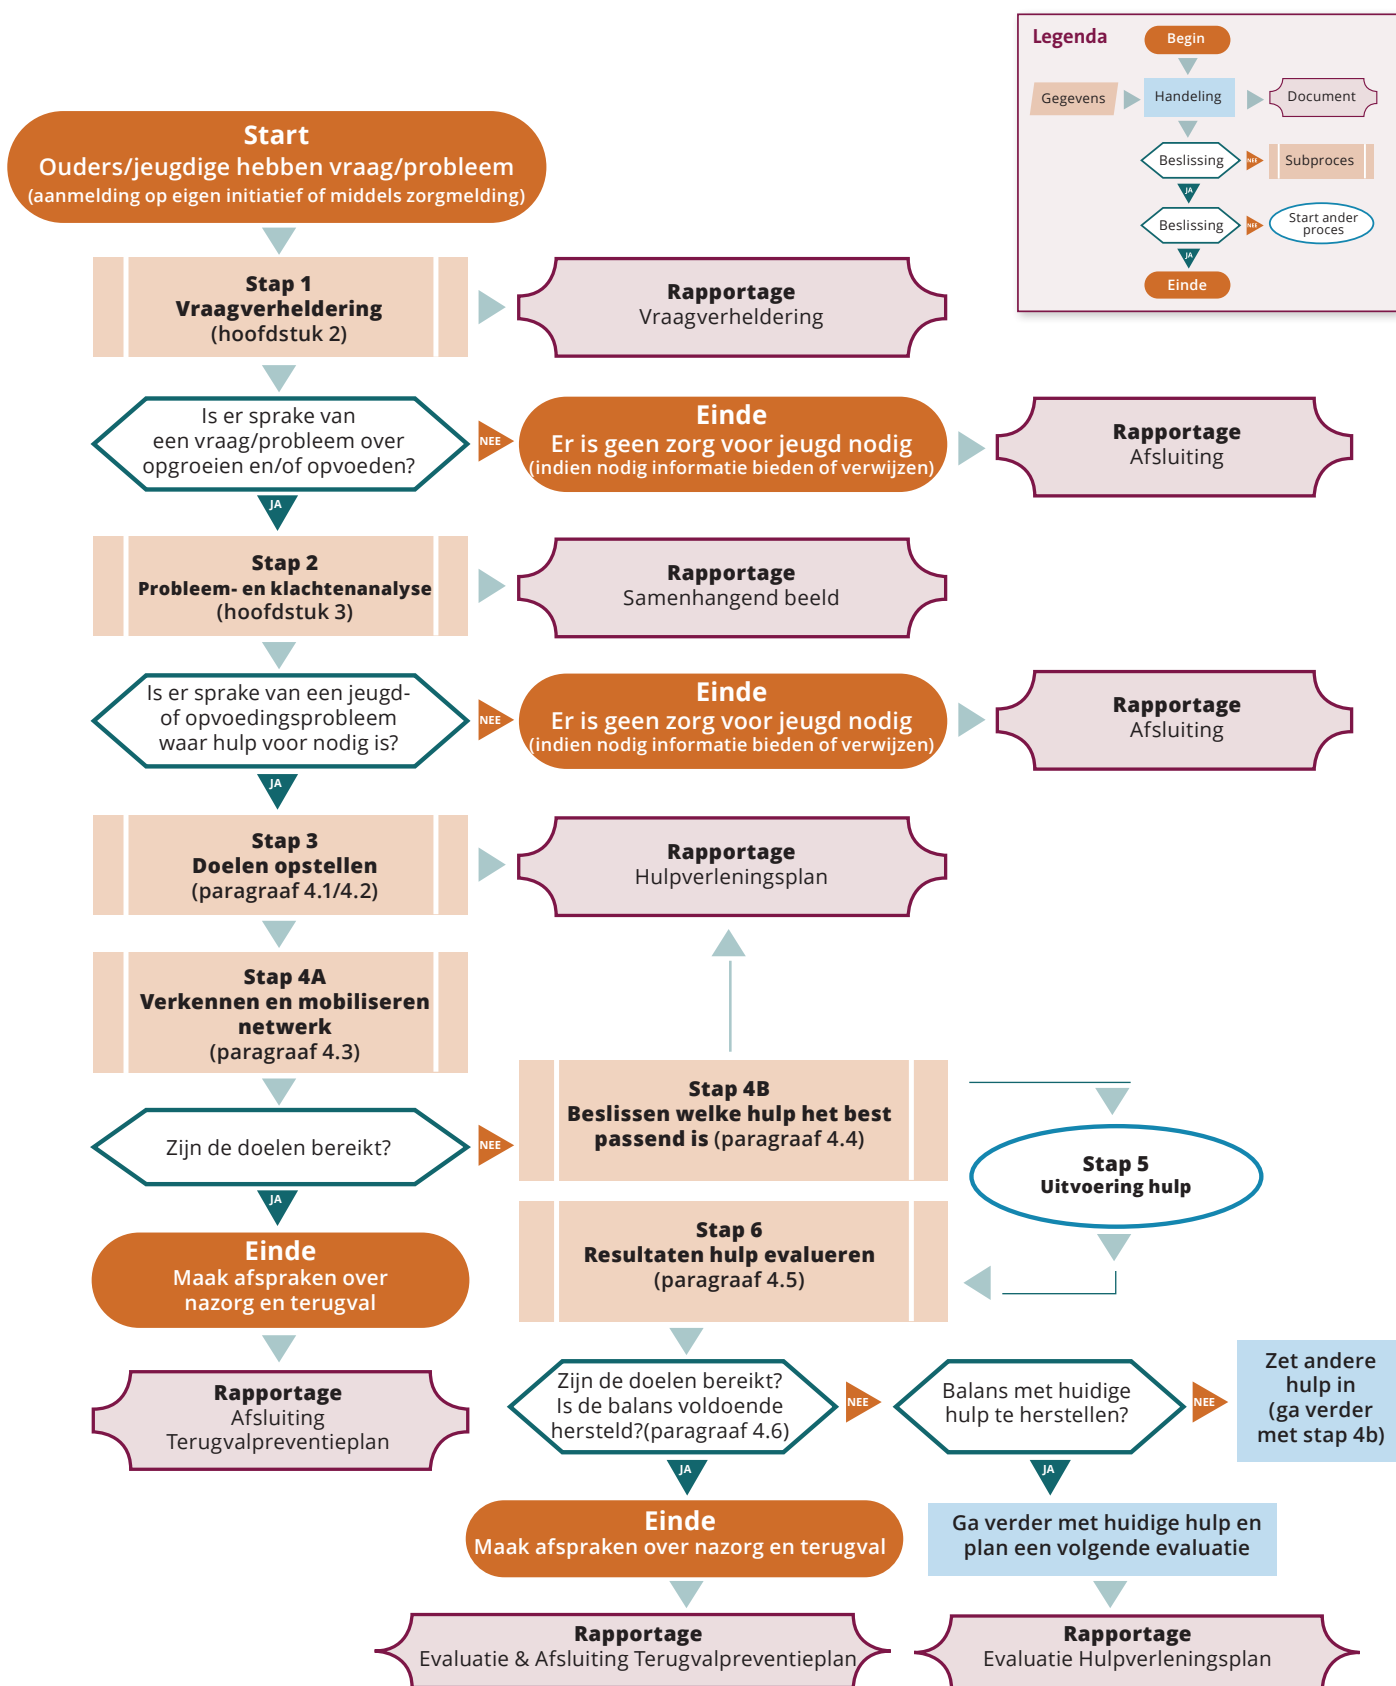 Legenda
Begin
Gegevens
Handeling
Document
Beslissing
NEE
Subproces
JA
Beslissing
NEE
Start ander
proces
JA
Einde
Start
Ouders/jeugdige hebben vraag/probleem
(aanmelding op eigen initiatief of middels zorgmelding)
Stap 1
Vraagverheldering
(hoofdstuk 2)
Rapportage
Vraagverheldering
Is er sprake van
een vraag/probleem over
opgroeien en/of opvoeden?
NEE
Einde
Er is geen zorg voor jeugd nodig
(indien nodig informatie bieden of verwijzen)
Rapportage
Afsluiting
JA
Stap 2
Probleem- en klachtenanalyse
(hoofdstuk 3)
Rapportage
Samenhangend beeld
Is er sprake van een jeugd-
of opvoedingsprobleem
waar hulp voor nodig is?
NEE
Einde
Er is geen zorg voor jeugd nodig
(indien nodig informatie bieden of verwijzen)
Rapportage
Afsluiting
JA
Stap 3
Doelen opstellen
(paragraaf 4.1/4.2)
Rapportage
Hulpverleningsplan
Stap 4A
Verkennen en mobiliseren
netwerk
(paragraaf 4.3)
Zijn de doelen bereikt?
NEE
Stap 4B
Beslissen welke hulp het best
passend is (paragraaf 4.4)
Stap 5
Uitvoering hulp
JA
Einde
Maak afspraken over
nazorg en terugval
Stap 6
Resultaten hulp evalueren
(paragraaf 4.5)
Rapportage
Afsluiting
Terugvalpreventieplan
Zijn de doelen bereikt?
Is de balans voldoende
hersteld?(paragraaf 4.6)
NEE
Balans met huidige
hulp te herstellen?
NEE
Zet andere
hulp in
(ga verder
met stap 4b)
JA
JA
Einde
Maak afspraken over nazorg en terugval
Ga verder met huidige hulp en
plan een volgende evaluatie
Rapportage
Evaluatie & Afsluiting Terugvalpreventieplan
Rapportage
Evaluatie Hulpverleningsplan